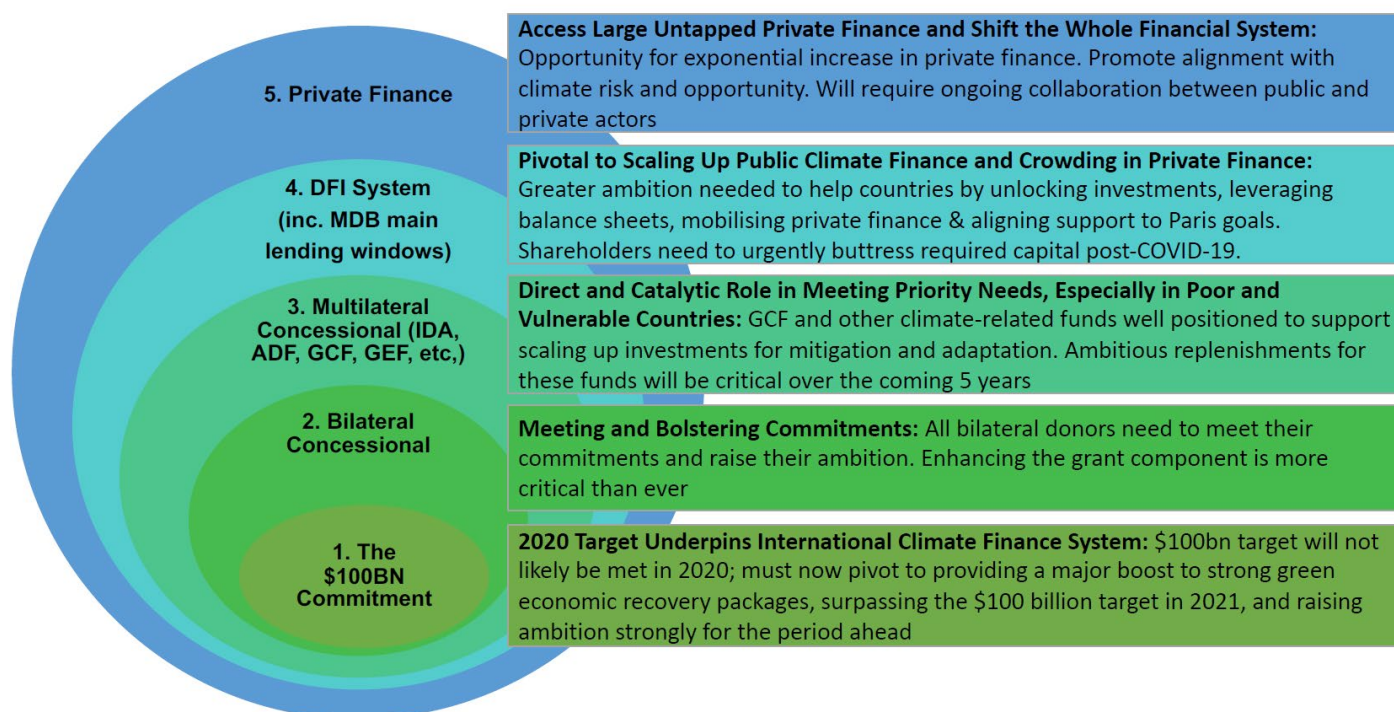 5. Private Finance
Access Large Untapped Private Finance and Shift the Whole Financial System:
Opportunity for exponential increase in private finance. Promote alignment with
climate risk and opportunity. Will require ongoing collaboration between public and
private actors
4. DFI System
(inc. MDB main
lending windows)
Pivotal to Scaling Up Public Climate Finance and Crowding in Private Finance:
Greater ambition needed to help countries by unlocking investments, leveraging
balance sheets, mobilising private finance & aligning support to Paris goals.
Shareholders need to urgently buttress required capital post-COVID-19.
3. Multilateral
Concessional (IDA,
ADF, GCF, GEF, etc,)
Direct and Catalytic Role in Meeting Priority Needs, Especially in Poor and
Vulnerable Countries: GCF and other climate-related funds well positioned to support
scaling up investments for mitigation and adaptation. Ambitious replenishments for
these funds will be critical over the coming 5 years
2. Bilateral
Concessional
Meeting and Bolstering Commitments: All bilateral donors need to meet their
commitments and raise their ambition. Enhancing the grant component is more
critical than ever
1. The
$100BN
Commitment
2020 Target Underpins International Climate Finance System: $100bn target will not
likely be met in 2020; must now pivot to providing a major boost to strong green
economic recovery packages, surpassing the $100 billion target in 2021, and raising
ambition strongly for the period ahead